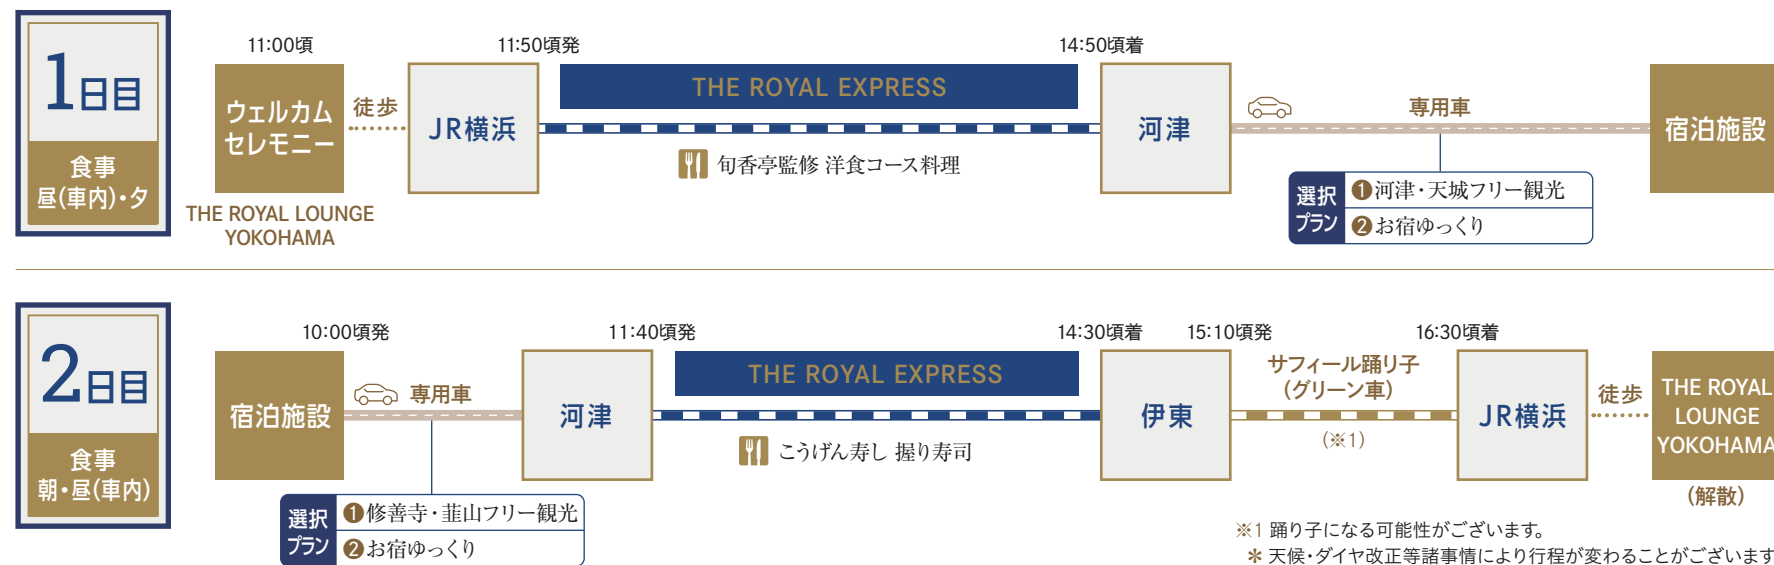 1日目
食事
昼(車内)・夕
11:00頃
ウェルカム
セレモニー
THE ROYAL LOUNGE
YOKOHAMA
徒歩
11:50頃発
JR横浜
THE ROYAL EXPRESS
旬香亭監修 洋食コース料理
14:50頃着
河津
専用車
選択
プラン
❶河津・天城フリー観光
❷お宿ゆっくり
宿泊施設
2日目
食事
朝・昼(車内)
10:00頃発
宿泊施設
専用車
選択
プラン
❶修善寺・韮山フリー観光
❷お宿ゆっくり
11:40頃発
河津
THE ROYAL EXPRESS
こうげん寿し 握り寿司
14:30頃着
15:10頃発
伊東
サフィール踊り子
(グリーン車)
(※1)
16:30頃着
JR横浜
徒歩
THE ROYAL
LOUNGE
YOKOHAMA
(解散)
※1 踊り子になる可能性がございます。
＊ 天候・ダイヤ改正等諸事情により行程が変わることがございます